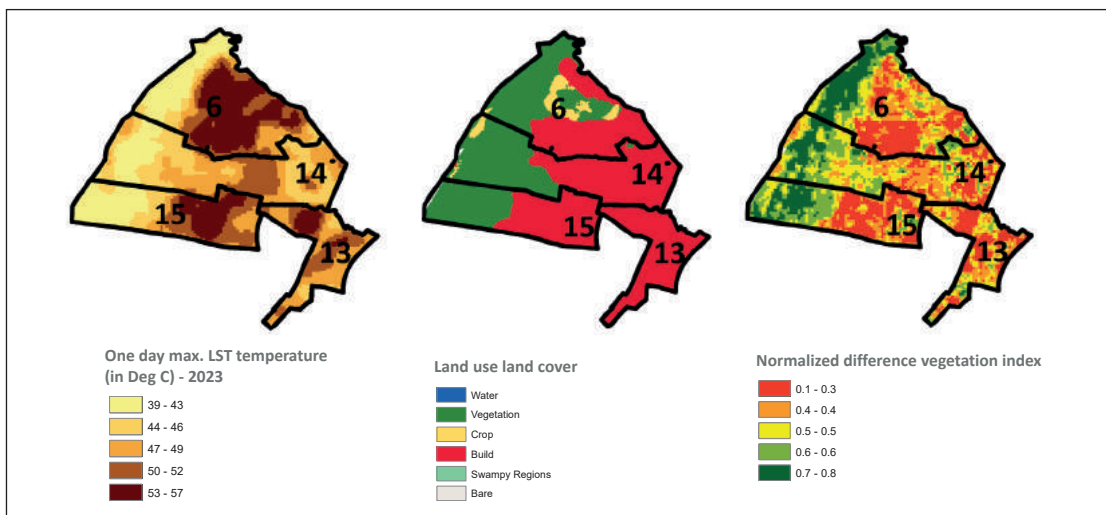 6
14
15
13
6
14
15
13
6
14
15
13
One day max. LST temperature
(in Deg C) - 2023
39 - 43
44 - 46
47 - 49
50 - 52
53 - 57
Land use land cover
Water
Vegetation
Crop
Build
Swampy Regions
Bare
Normalized difference vegetation index
0.1 - 0.3
0.4 - 0.4
0.5 - 0.5
0.6 - 0.6
0.7 - 0.8